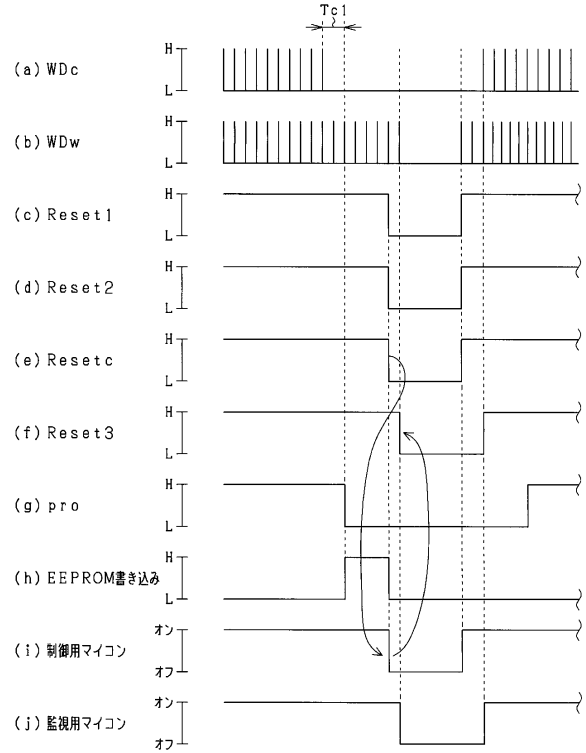 Tc1
H
(a) WDc
L
H
(b) WDw
L
H
(c) Reset1
L
H
(d) Reset2
L
H
(e) Resetc
L
H
(f) Reset3
L
H
(g) pro
L
H
(h) EEPROM書き込み
L
オン
(i) 制御用マイコン
オフ
オン
(j) 監視用マイコン
オフ